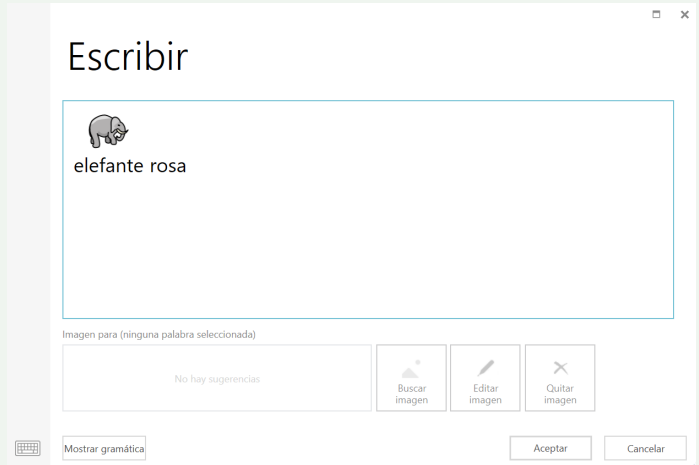 Escribir
elefante rosa
Imagen para (ninguna palabra seleccionada)
No hay sugerencias
Buscar
imagen
Editar
imagen
Quitar
imagen
Mostrar gramática
Aceptar
Cancelar